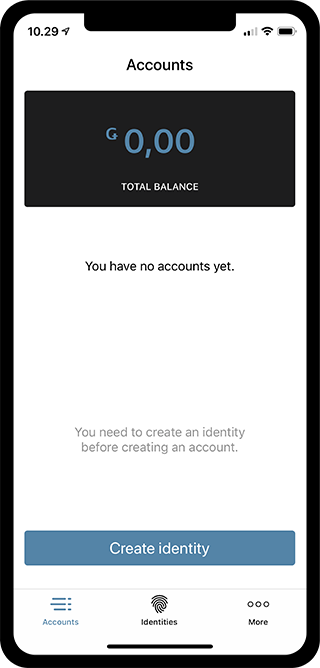 10.29
Accounts
0,00
TOTAL BALANCE
You have no accounts yet.
You need to create an identity
before creating an account.
Create identity
Accounts
Identities
More